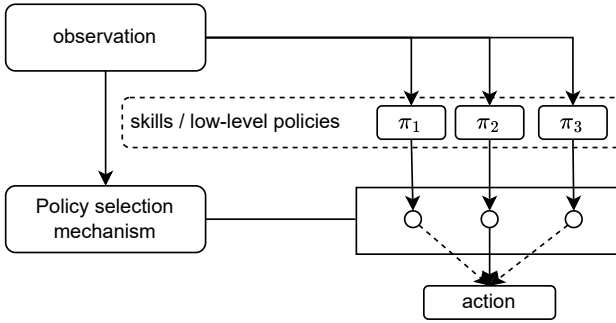 observation
skills / low-level policies
π₁
π₂
π₃
Policy selection
mechanism
action